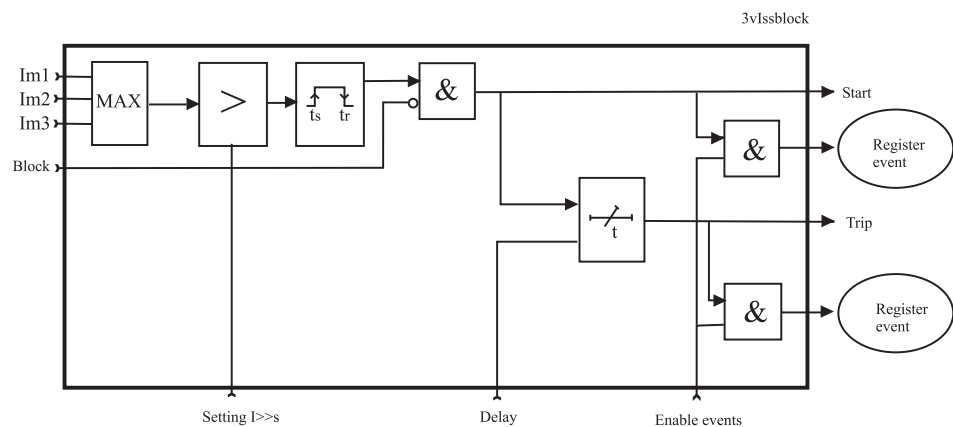 3vIssblock
Im1
Im2
Im3
MAX
>
ts
tr
&
Start
Block
&
Register
event
t
Trip
&
Register
event
Setting I>>s
Delay
Enable events